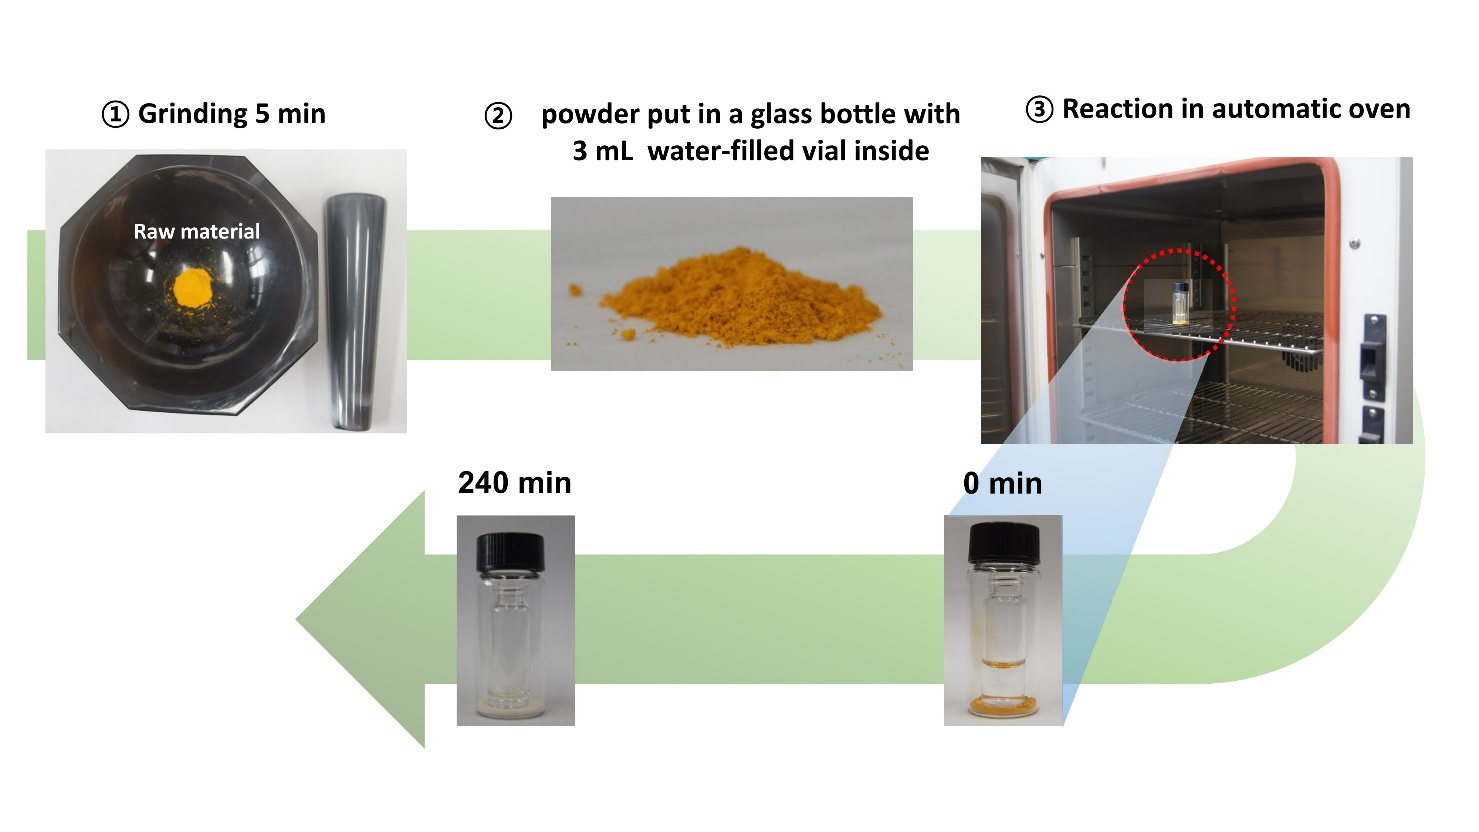 ① Grinding 5 min
Raw material
② powder put in a glass bottle with
3 mL water-filled vial inside
③ Reaction in automatic oven
240 min
0 min